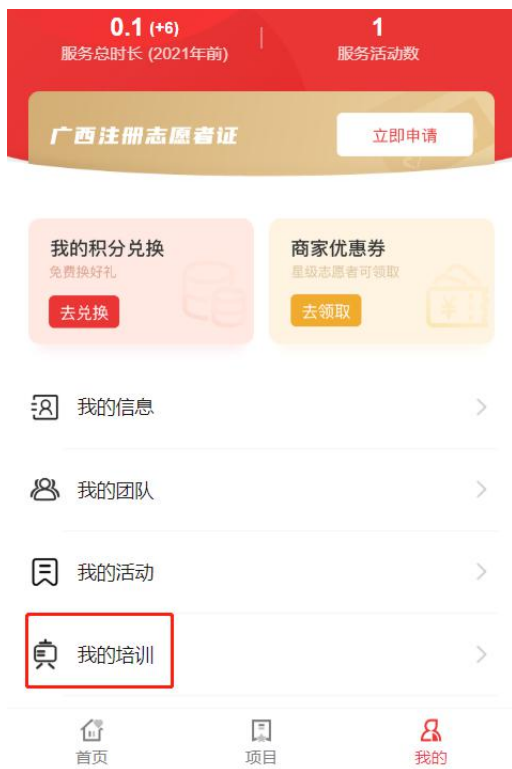 0.1 (+6)
1
服务总时长 (2021年前)
服务活动数
广西注册志愿者证
立即申请
我的积分兑换
免费换好礼
去兑换
商家优惠券
星级志愿者可领取
去领取
¥
我的信息
我的团队
我的活动
我的培训
首页
项目
我的